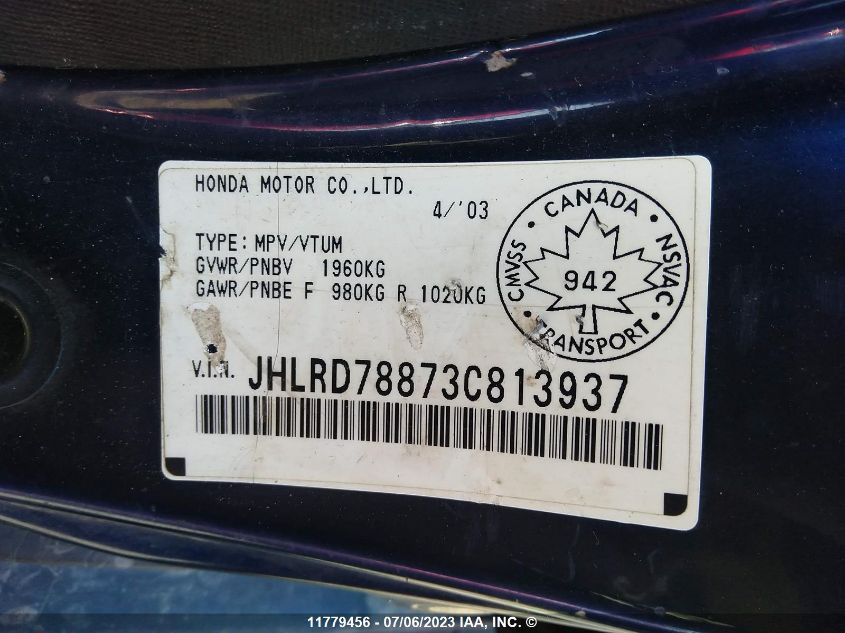 HONDA MOTOR CO.,LTD.
4/'03
TYPE: MPV/VTUM
GVWR/PNBV 1960KG
GAWR/PNBE F 980KG R 1020KG
CANADA • NSVAC • TRANSPORT • CMVSS •
942
V.I.N. JHLRD78873C813937
11779456 - 07/06/2023 IAA, Inc. © Copyright